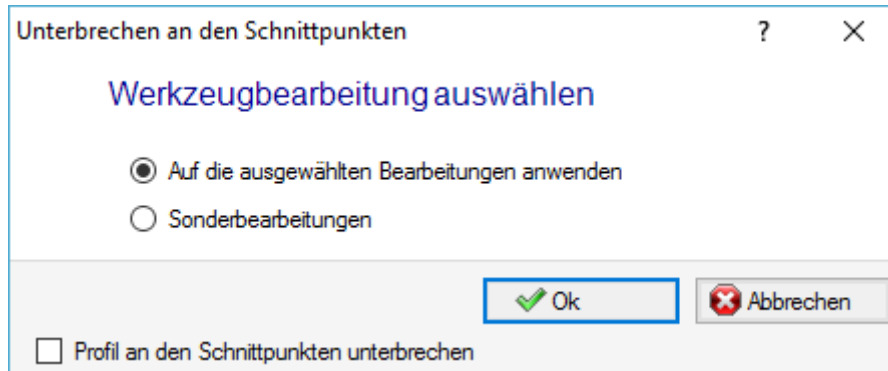 Unterbrechen an den Schnittpunkten ?
Werkzeugbearbeitung auswählen
Auf die ausgewählten Bearbeitungen anwenden
Sonderbearbeitungen
Ok Abbrechen
Profil an den Schnittpunkten unterbrechen